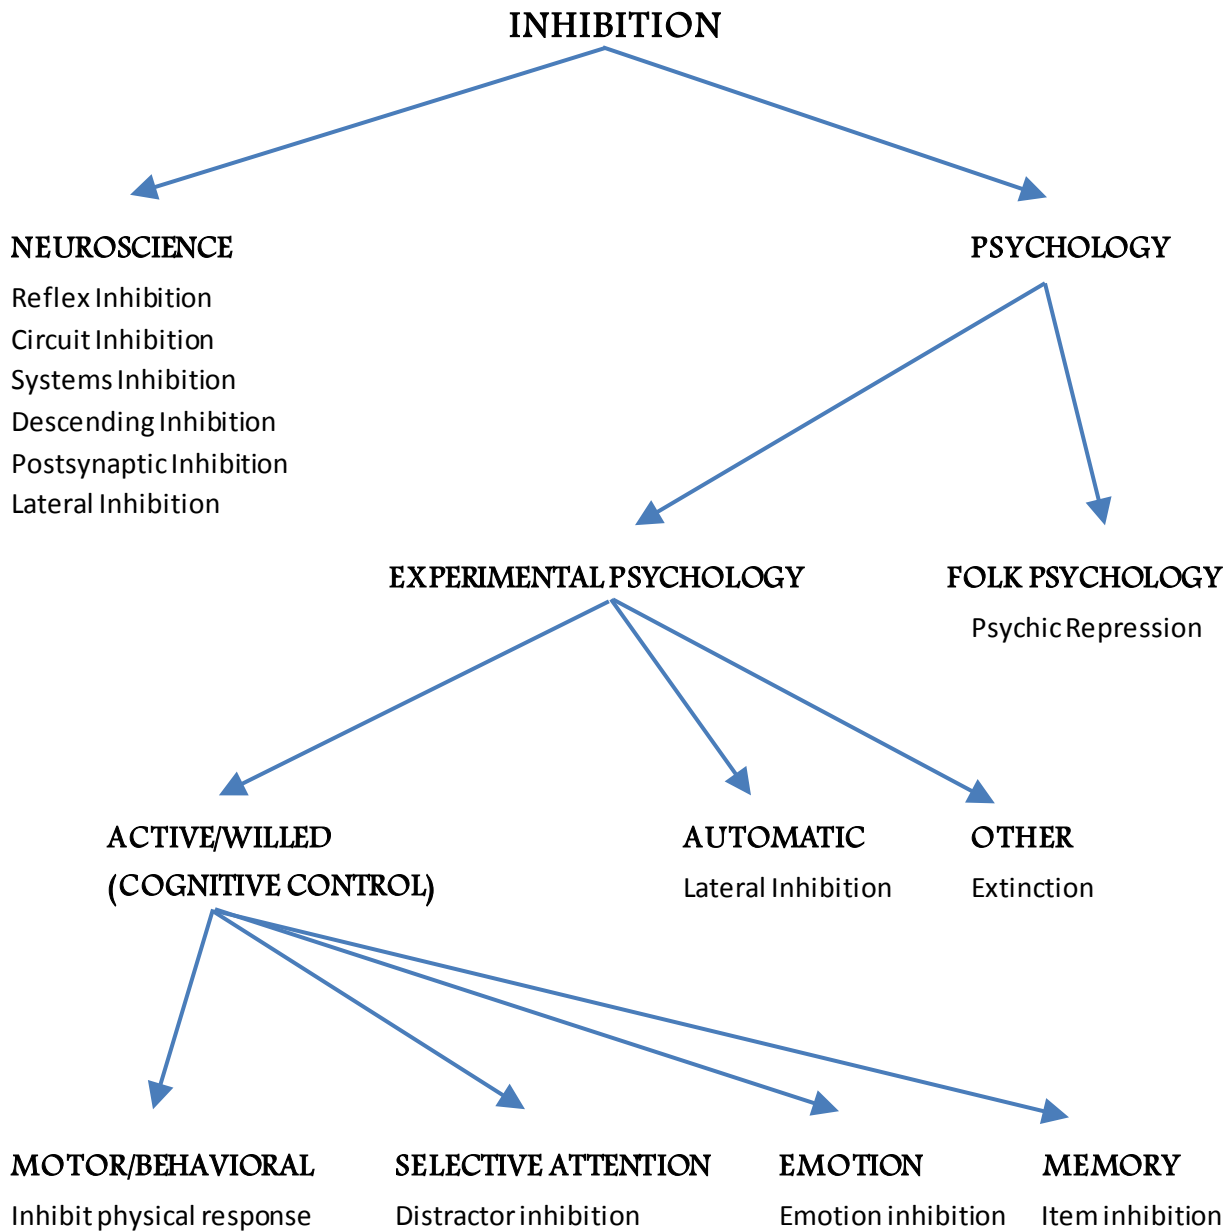 INHIBITION
NEUROSCIENCE
Reflex Inhibition
Circuit Inhibition
Systems Inhibition
Descending Inhibition
Postsynaptic Inhibition
Lateral Inhibition
PSYCHOLOGY
EXPERIMENTAL PSYCHOLOGY
FOLK PSYCHOLOGY
Psychic Repression
ACTIVE/WILLED
(COGNITIVE CONTROL)
AUTOMATIC
Lateral Inhibition
OTHER
Extinction
MOTOR/BEHAVIORAL
Inhibit physical response
SELECTIVE ATTENTION
Distractor inhibition
EMOTION
Emotion inhibition
MEMORY
Item inhibition